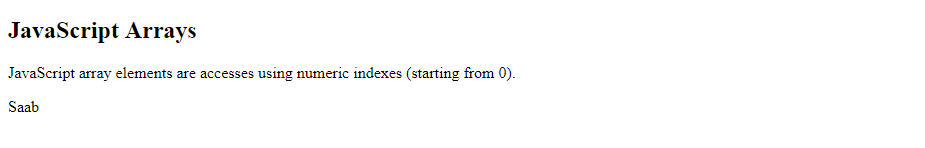 JavaScript Arrays
JavaScript array elements are accesses using numeric indexes (starting from 0).
Saab